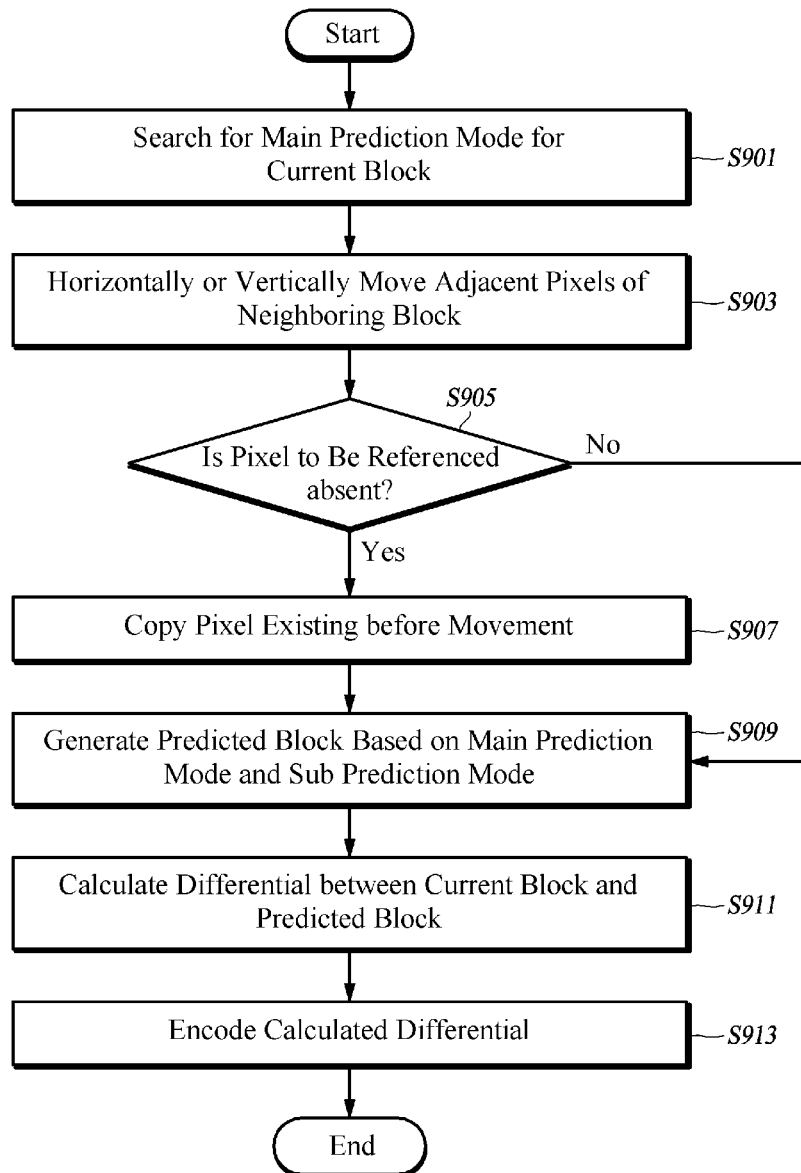 Start
Search for Main Prediction Mode for
Current Block
S901
Horizontally or Vertically Move Adjacent Pixels of
Neighboring Block
S903
S905
Is Pixel to Be Referenced
absent?
No
Yes
Copy Pixel Existing before Movement
S907
Generate Predicted Block Based on Main Prediction
Mode and Sub Prediction Mode
S909
Calculate Differential between Current Block and
Predicted Block
S911
Encode Calculated Differential
S913
End